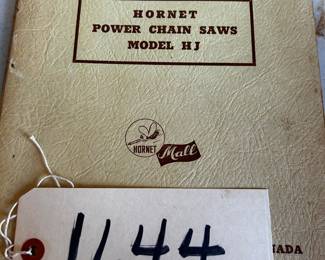 HORNET
POWER CHAIN SAWS
MODEL HJ
HORNET
Mall
1144
NADA